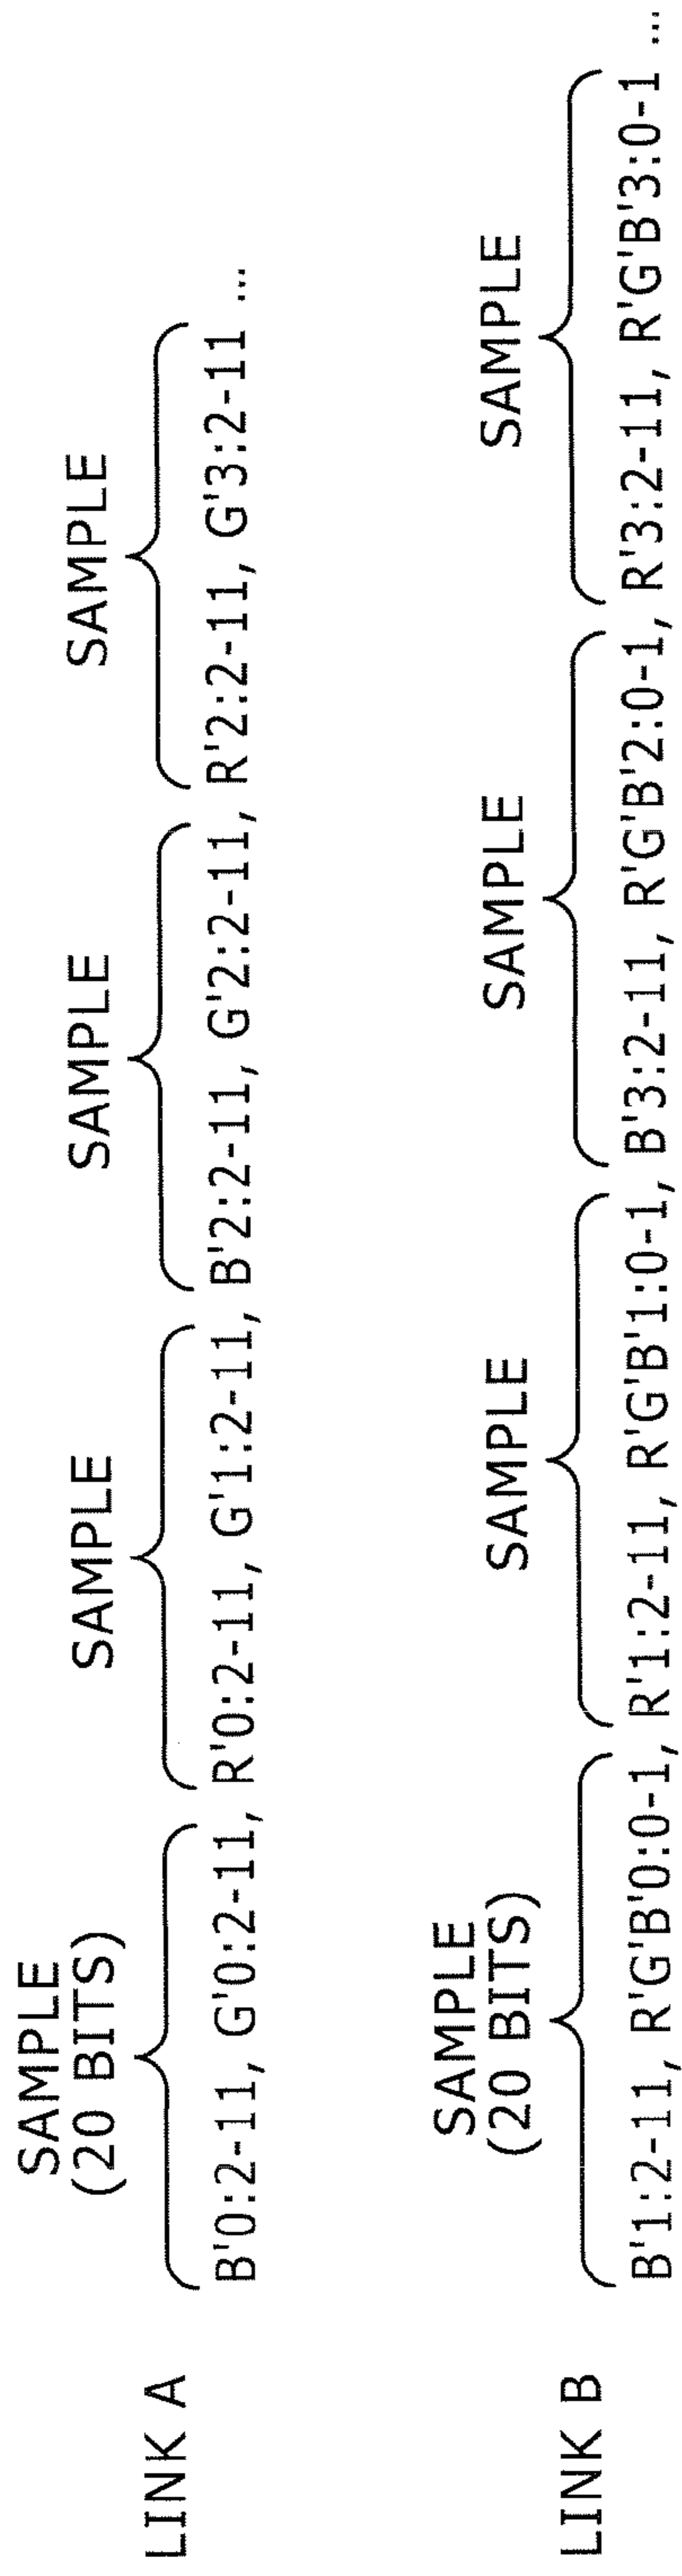 SAMPLE
(20 BITS)
SAMPLE
SAMPLE
SAMPLE
LINK A
B'0:2-11, G'0:2-11, R'0:2-11, G'1:2-11, B'2:2-11, G'2:2-11, R'2:2-11, G'3:2-11 ...
SAMPLE
(20 BITS)
SAMPLE
SAMPLE
SAMPLE
LINK B
B'1:2-11, R'G'B'0:0-1, R'1:2-11, R'G'B'1:0-1, B'3:2-11, R'G'B'2:0-1, R'3:2-11, R'G'B'3:0-1 ...